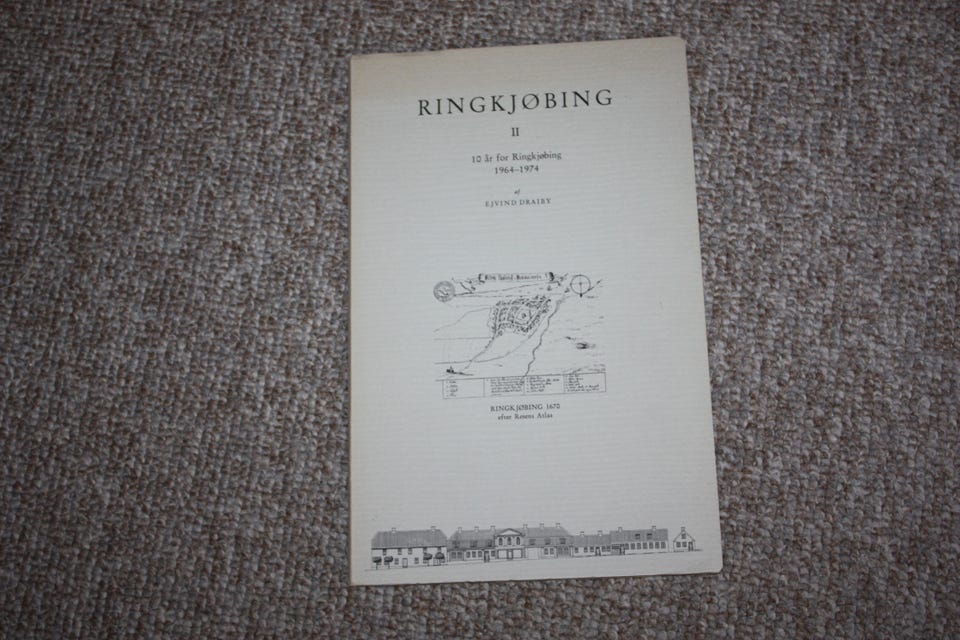 RINGKJØBING
II
10 år for Ringkjøbing
1964–1974
af
EJVIND DRAIBY
RINGKJØBING 1670
efter Resens Atlas